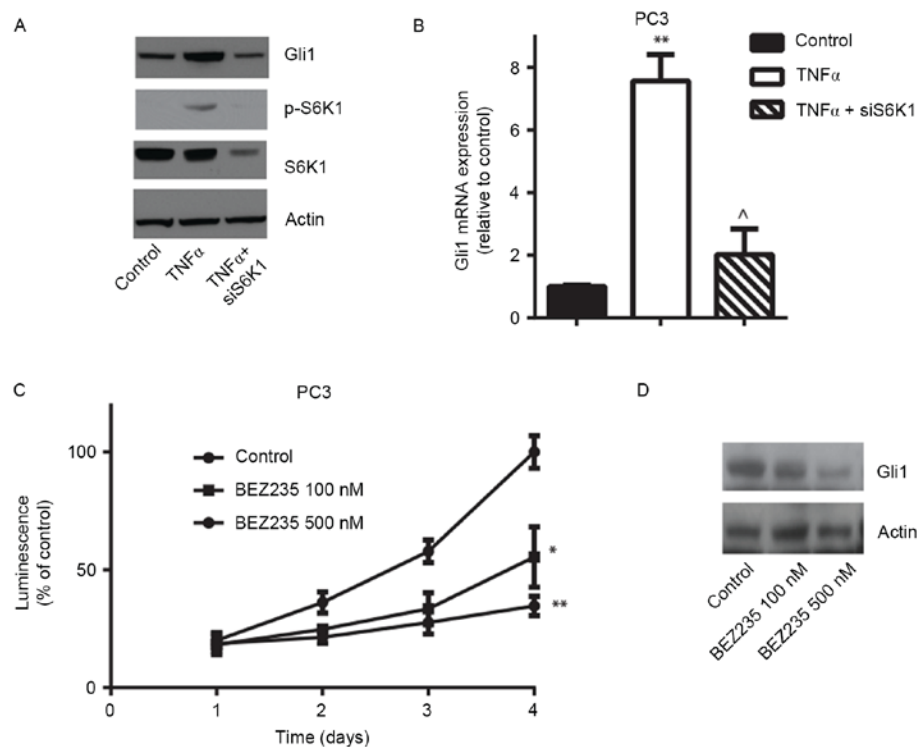 A
Gli1
p-S6K1
S6K1
Actin
Control
TNFα
TNFα+
siS6K1
B
PC3
**
^
8
6
4
2
0
Gli1 mRNA expression
(relative to control)
Control
TNFα
TNFα + siS6K1
C
PC3
Control
BEZ235 100 nM
BEZ235 500 nM
*
**
100
50
0
Luminescence
(% of control)
0 1 2 3 4
Time (days)
D
Gli1
Actin
Control
BEZ235 100 nM
BEZ235 500 nM